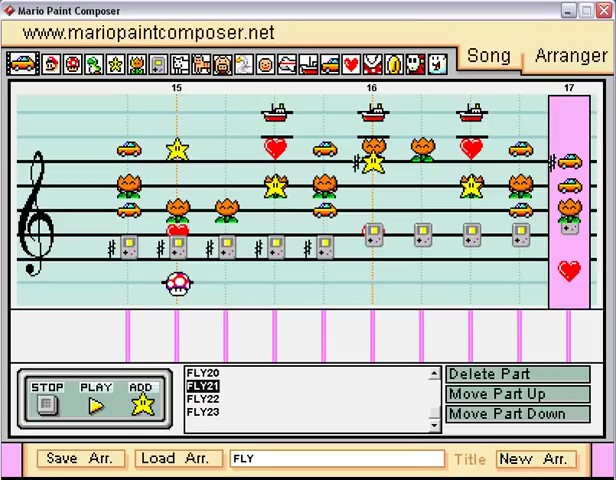 Mario Paint Composer
www.mariopaintcomposer.net
Song
Arranger
15
16
17
STOP
PLAY
ADD
FLY20
FLY21
FLY22
FLY23
Delete Part
Move Part Up
Move Part Down
Save Arr.
Load Arr.
FLY
Title
New Arr.